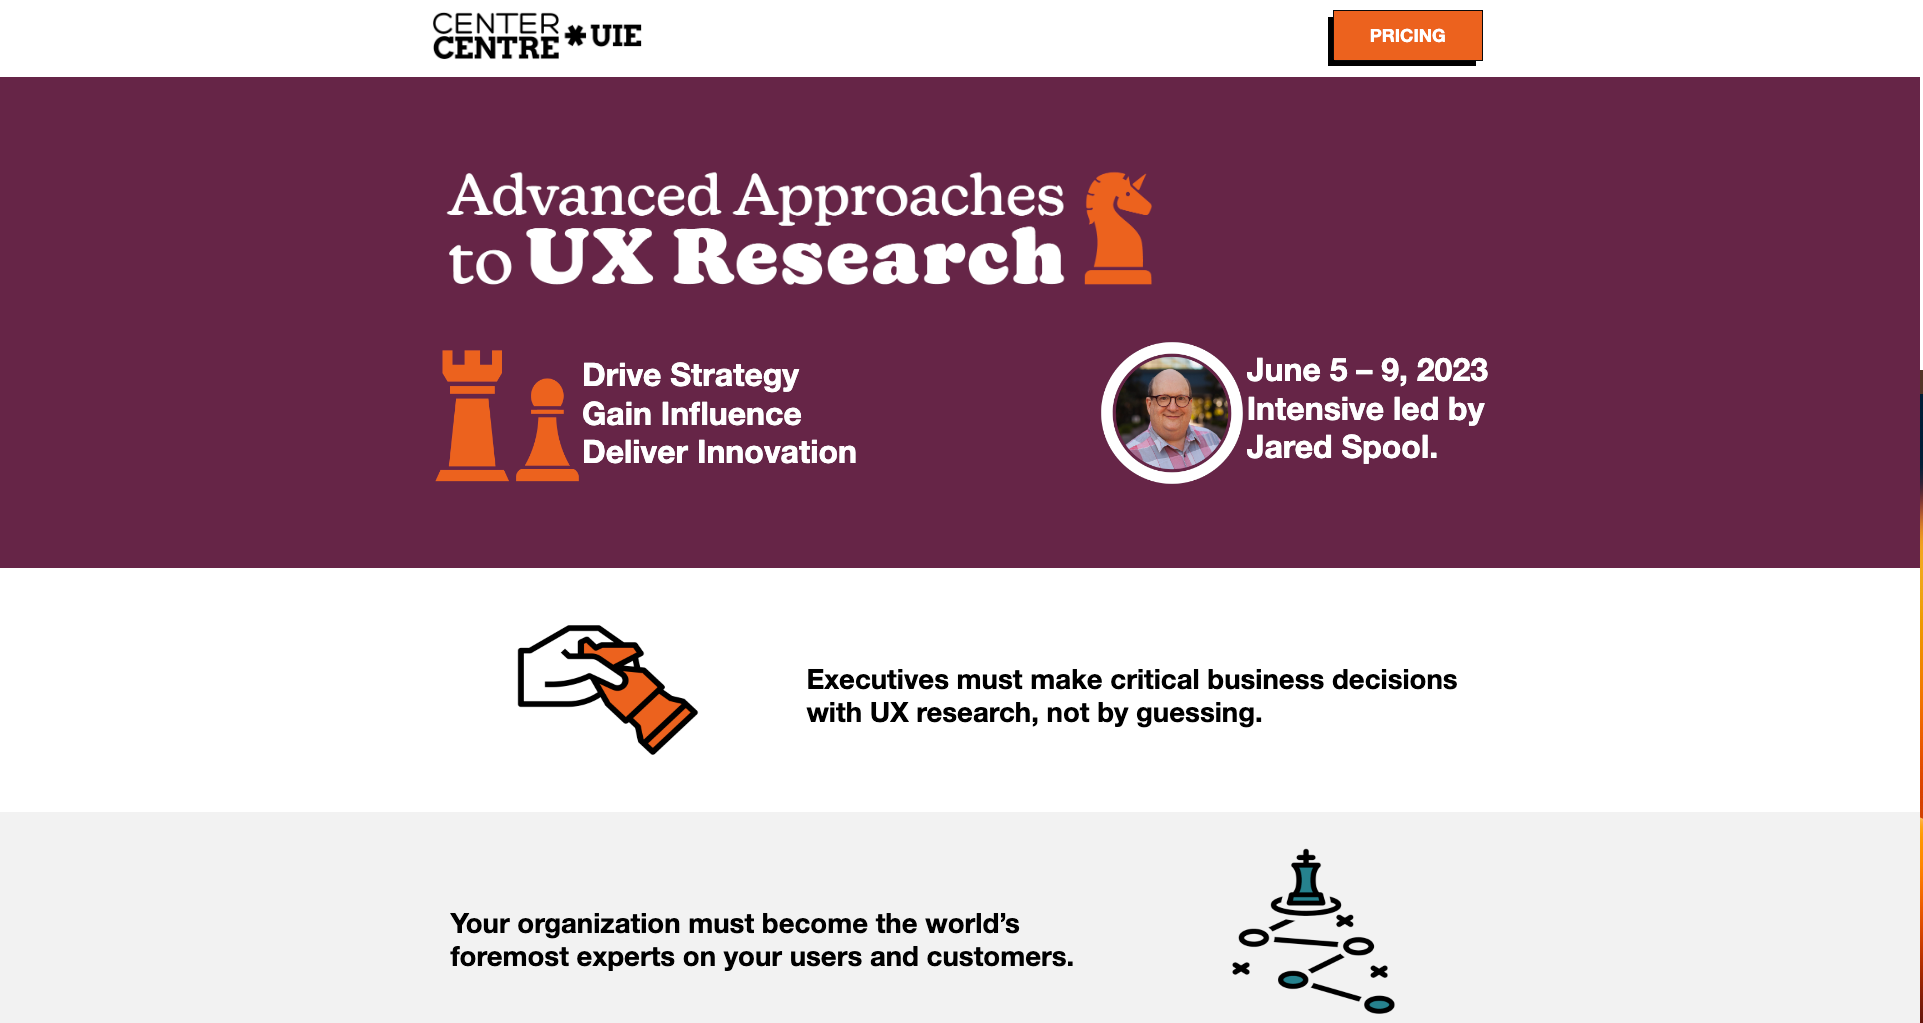 CENTER
CENTRE * UIE
PRICING
Advanced Approaches
to UX Research
Drive Strategy
Gain Influence
Deliver Innovation
June 5 – 9, 2023
Intensive led by
Jared Spool.
Executives must make critical business decisions
with UX research, not by guessing.
Your organization must become the world’s
foremost experts on your users and customers.